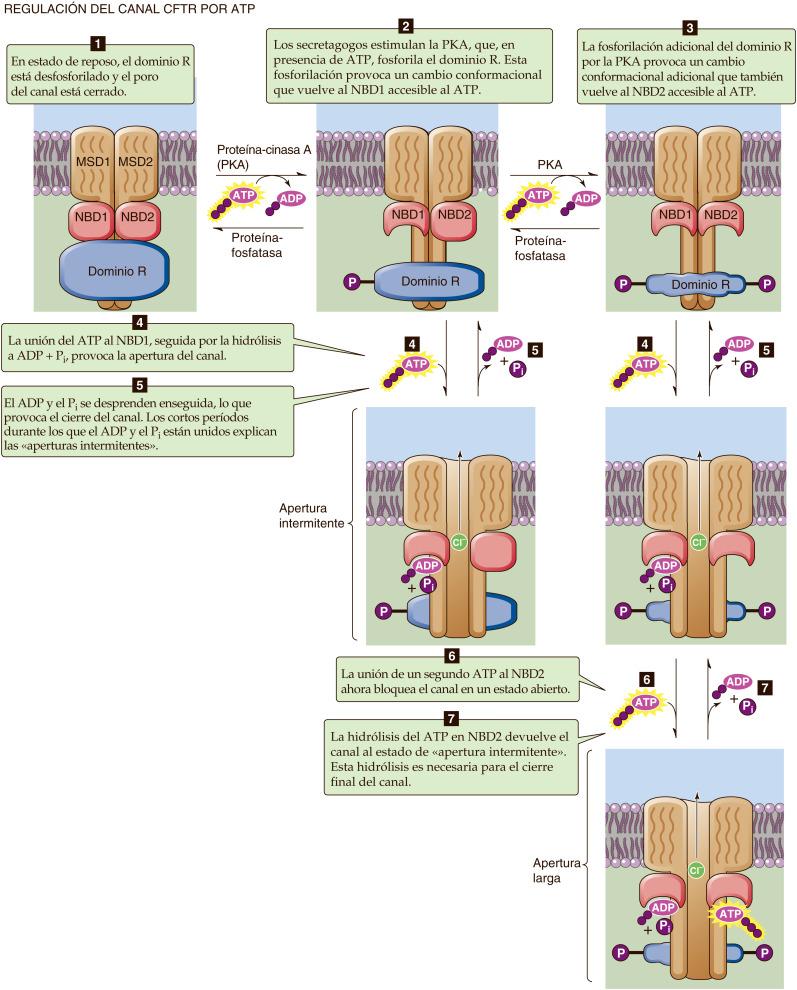 REGULACIÓN DEL CANAL CFTR POR ATP
1
En estado de reposo, el dominio R
está desfosforilado y el poro
del canal está cerrado.
2
Los secretagogos estimulan la PKA, que, en
presencia de ATP, fosforila el dominio R. Esta
fosforilación provoca un cambio conformacional
que vuelve al NBD1 accesible al ATP.
3
La fosforilación adicional del dominio R
por la PKA provoca un cambio
conformacional adicional que también
vuelve al NBD2 accesible al ATP.
MSD1 MSD2
NBD1 NBD2
Dominio R
Proteína-cinasa A
(PKA)
ATP ADP
Proteína-
fosfatasa
NBD1 NBD2
P Dominio R
PKA
ATP ADP
Proteína-
fosfatasa
NBD1 NBD2
P Dominio R P
4
La unión del ATP al NBD1, seguida por la hidrólisis
a ADP + Pi, provoca la apertura del canal.
5
El ADP y el Pi se desprenden enseguida, lo que
provoca el cierre del canal. Los cortos períodos
durante los que el ADP y el Pi están unidos explican
las «aperturas intermitentes».
4
ATP
ADP
+ Pi
5
4
ATP
ADP
+ Pi
5
Apertura
intermitente
Cl–
ADP
+ Pi
P
Cl–
ADP
+ Pi
P P
6
La unión de un segundo ATP al NBD2
ahora bloquea el canal en un estado abierto.
7
La hidrólisis del ATP en NBD2 devuelve el
canal al estado de «apertura intermitente».
Esta hidrólisis es necesaria para el cierre
final del canal.
6
ATP
ADP
+ Pi
7
Apertura
larga
Cl–
ADP
+ Pi
ATP
P P